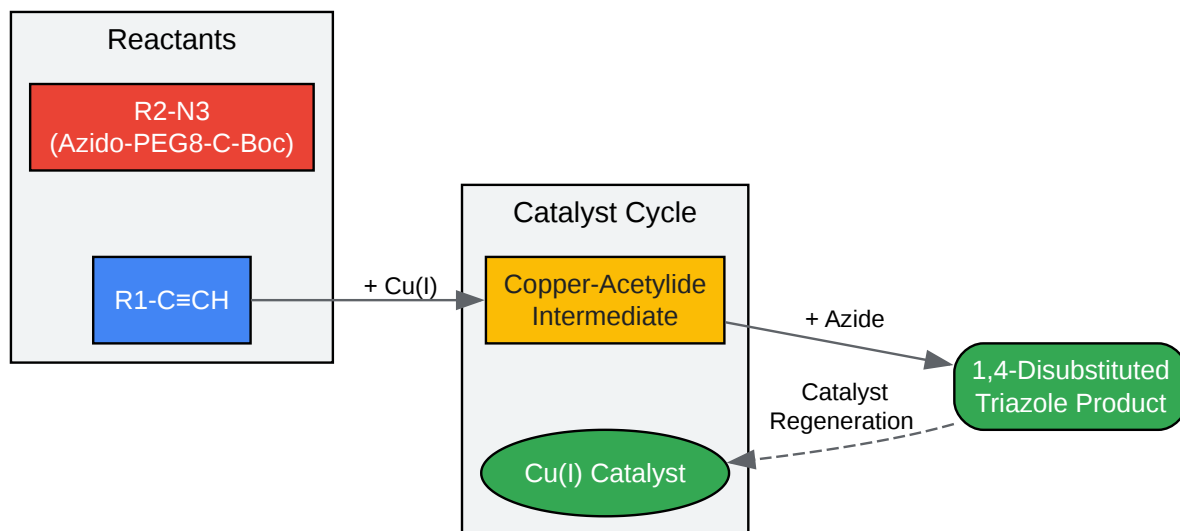 Reactants
R2-N3
(Azido-PEG8-C-Boc)
R1-C≡CH
+ Cu(I)
Catalyst Cycle
Copper-Acetylide
Intermediate
+ Azide
1,4-Disubstituted
Triazole Product
Catalyst
Regeneration
Cu(I) Catalyst